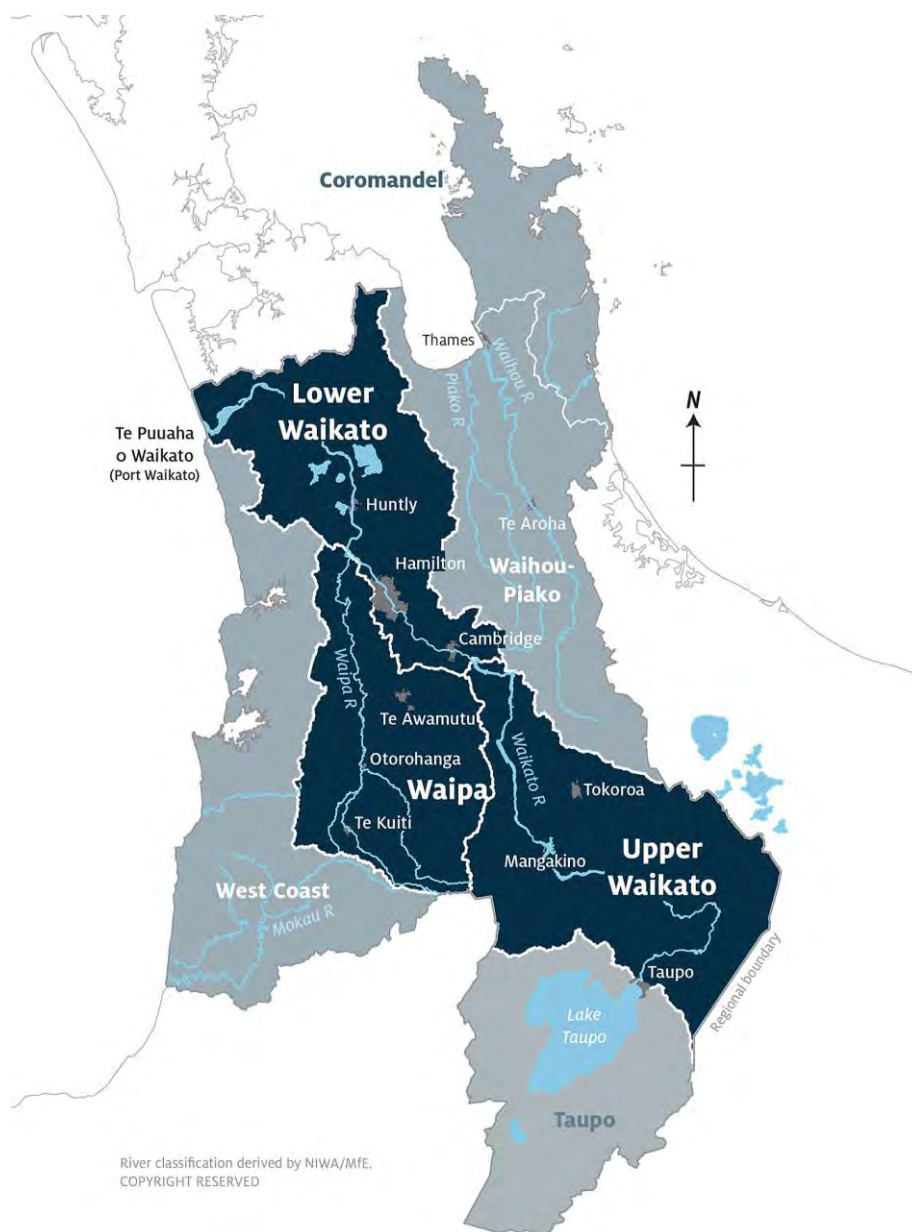 Coromandel
Thames
Piako R
Waihou R
Lower
Waikato
N
Te Puuaha
o Waikato
(Port Waikato)
Huntly
Te Aroha
Hamilton
Waihou-
Piako
Cambridge
Waipa R
Te Awamutu
Otorohanga
Waikato R
Waipa
Tokoroa
Te Kuiti
Mangakino
Upper
Waikato
West Coast
Mokau R
Taupo
Regional boundary
Lake
Taupo
Taupo
River classification derived by NIWA/MfE.
COPYRIGHT RESERVED